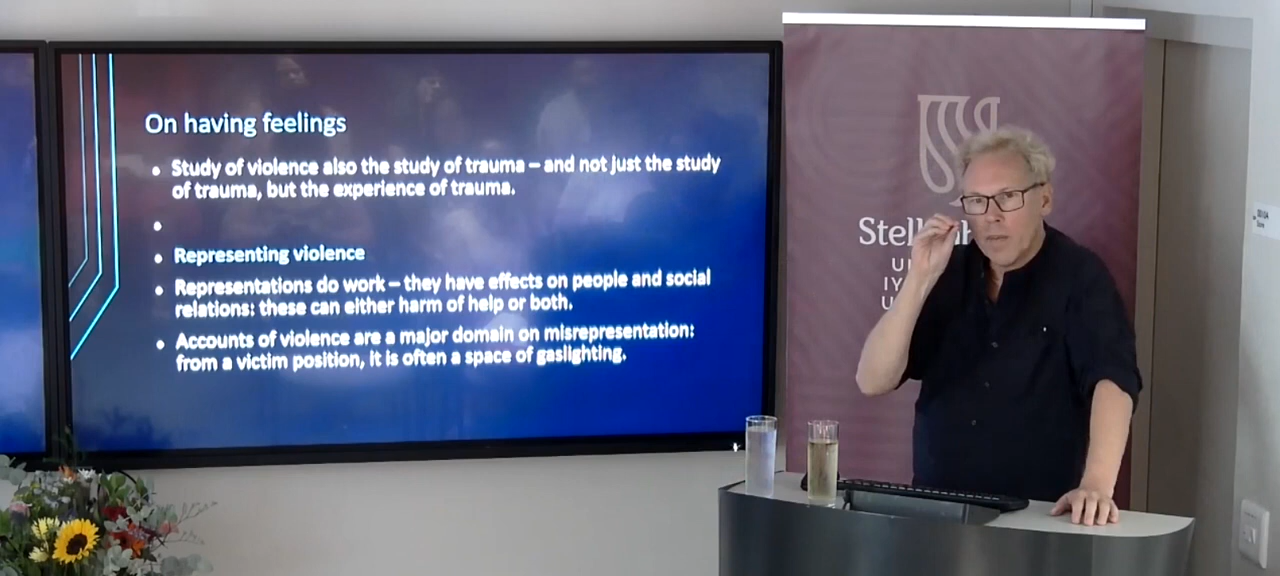 On having feelings
• Study of violence also the study of trauma – and not just the study
of trauma, but the experience of trauma.
•
• Representing violence
• Representations do work – they have effects on people and social
relations: these can either harm of help or both.
• Accounts of violence are a major domain on misrepresentation:
from a victim position, it is often a space of gaslighting.